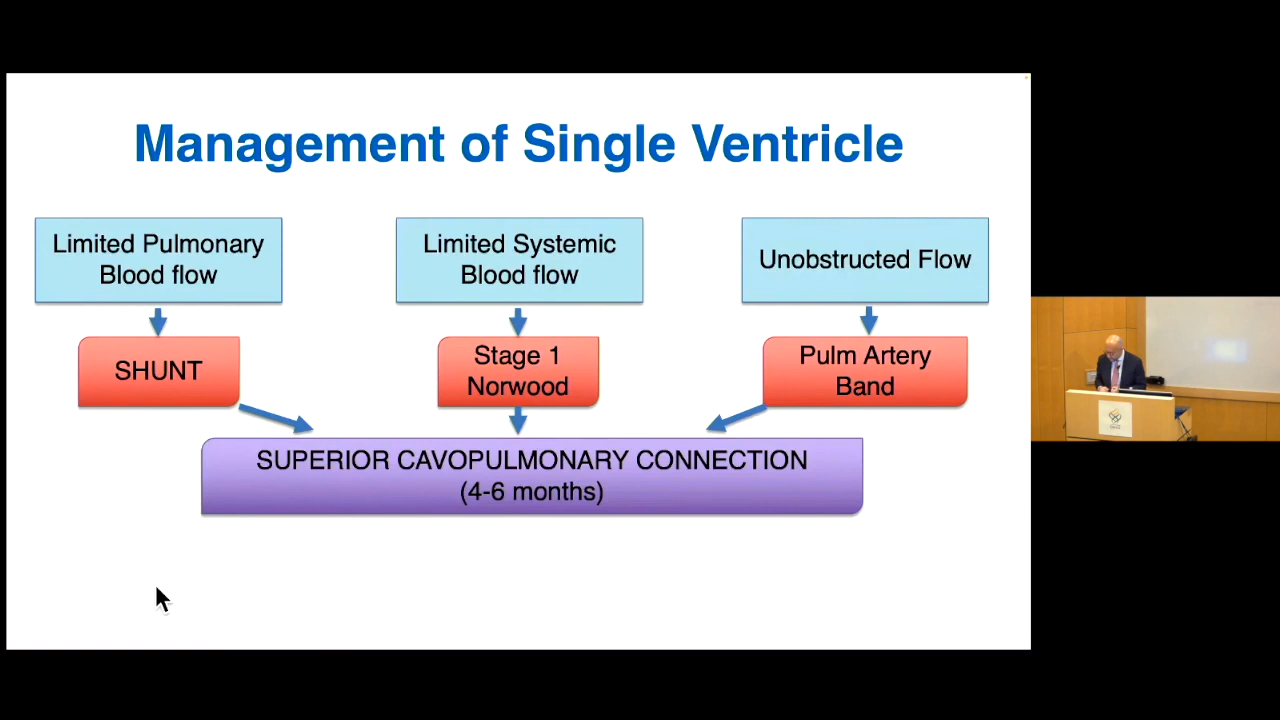 Management of Single Ventricle
Limited Pulmonary
Blood flow
Limited Systemic
Blood flow
Unobstructed Flow
SHUNT
Stage 1
Norwood
Pulm Artery
Band
SUPERIOR CAVOPULMONARY CONNECTION
(4-6 months)